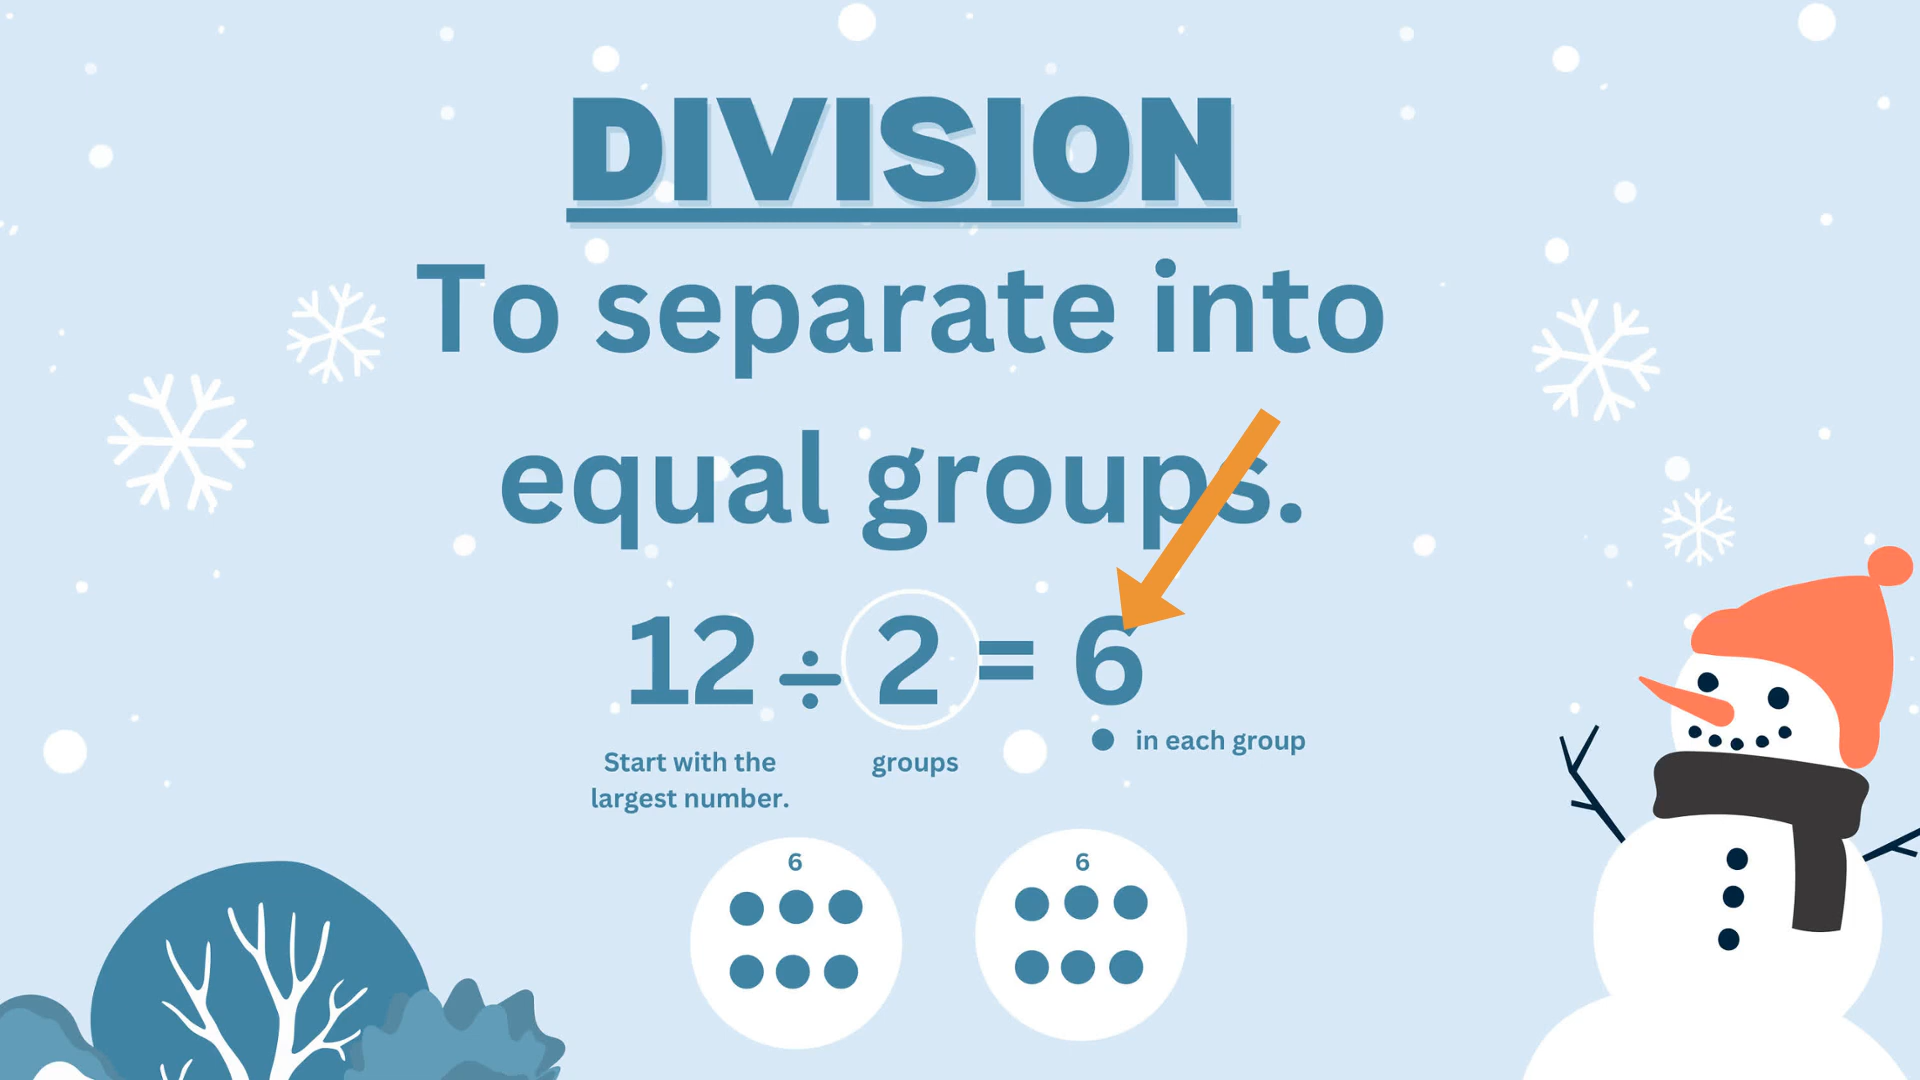 DIVISION
To separate into
equal groups.
12 ÷ 2 = 6
in each group
Start with the
largest number.
groups
6
6